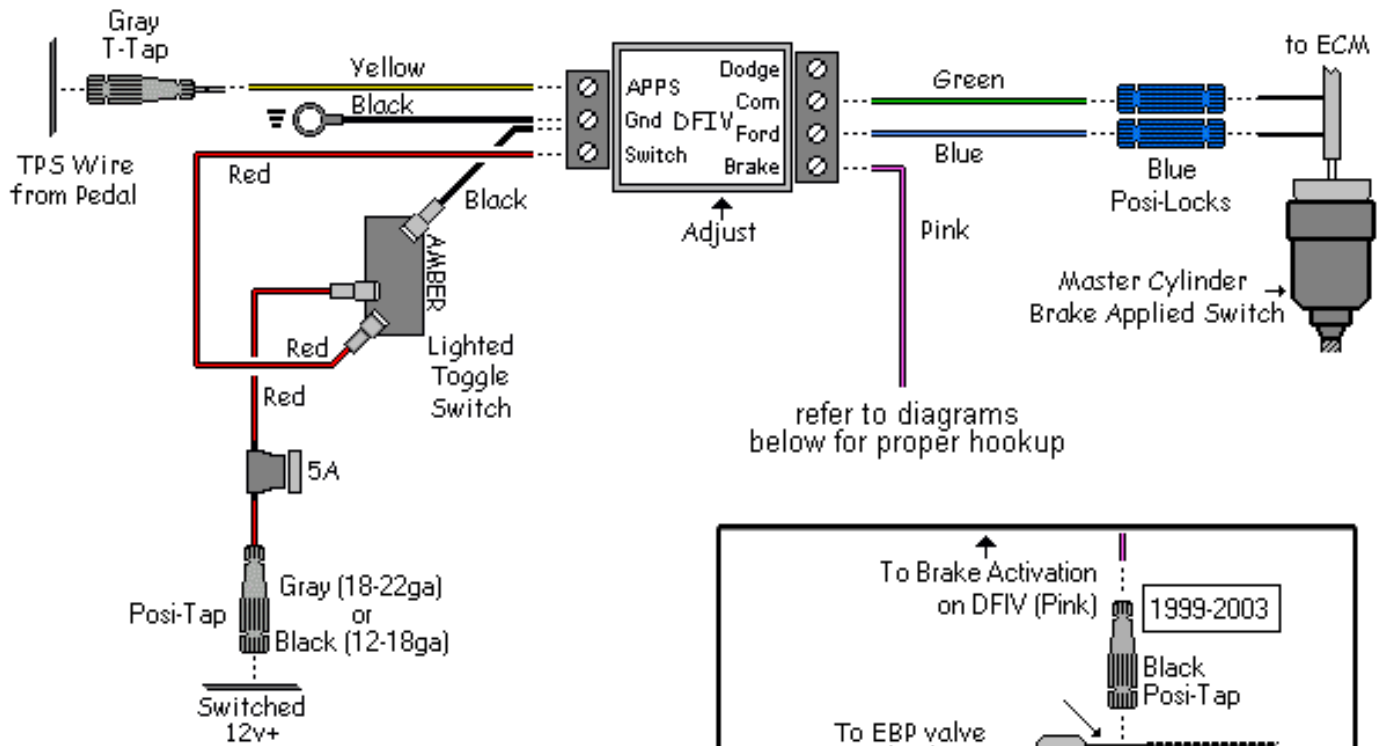 Gray
T-Tap
Yellow
Black
TPS Wire
from Pedal
Red
Black
APPS
Gnd
Switch
DFIV
Dodge
Com
Ford
Brake
Adjust
Green
Blue
Pink
Blue
Posi-Locks
to ECM
Master Cylinder
Brake Applied Switch
AMBER
Lighted
Toggle
Switch
Red
Red
5A
Posi-Tap
Gray (18-22ga)
or
Black (12-18ga)
Switched
12v+
refer to diagrams
below for proper hookup
To Brake Activation
on DFIV (Pink)
1999-2003
Black
Posi-Tap
To EBP valve